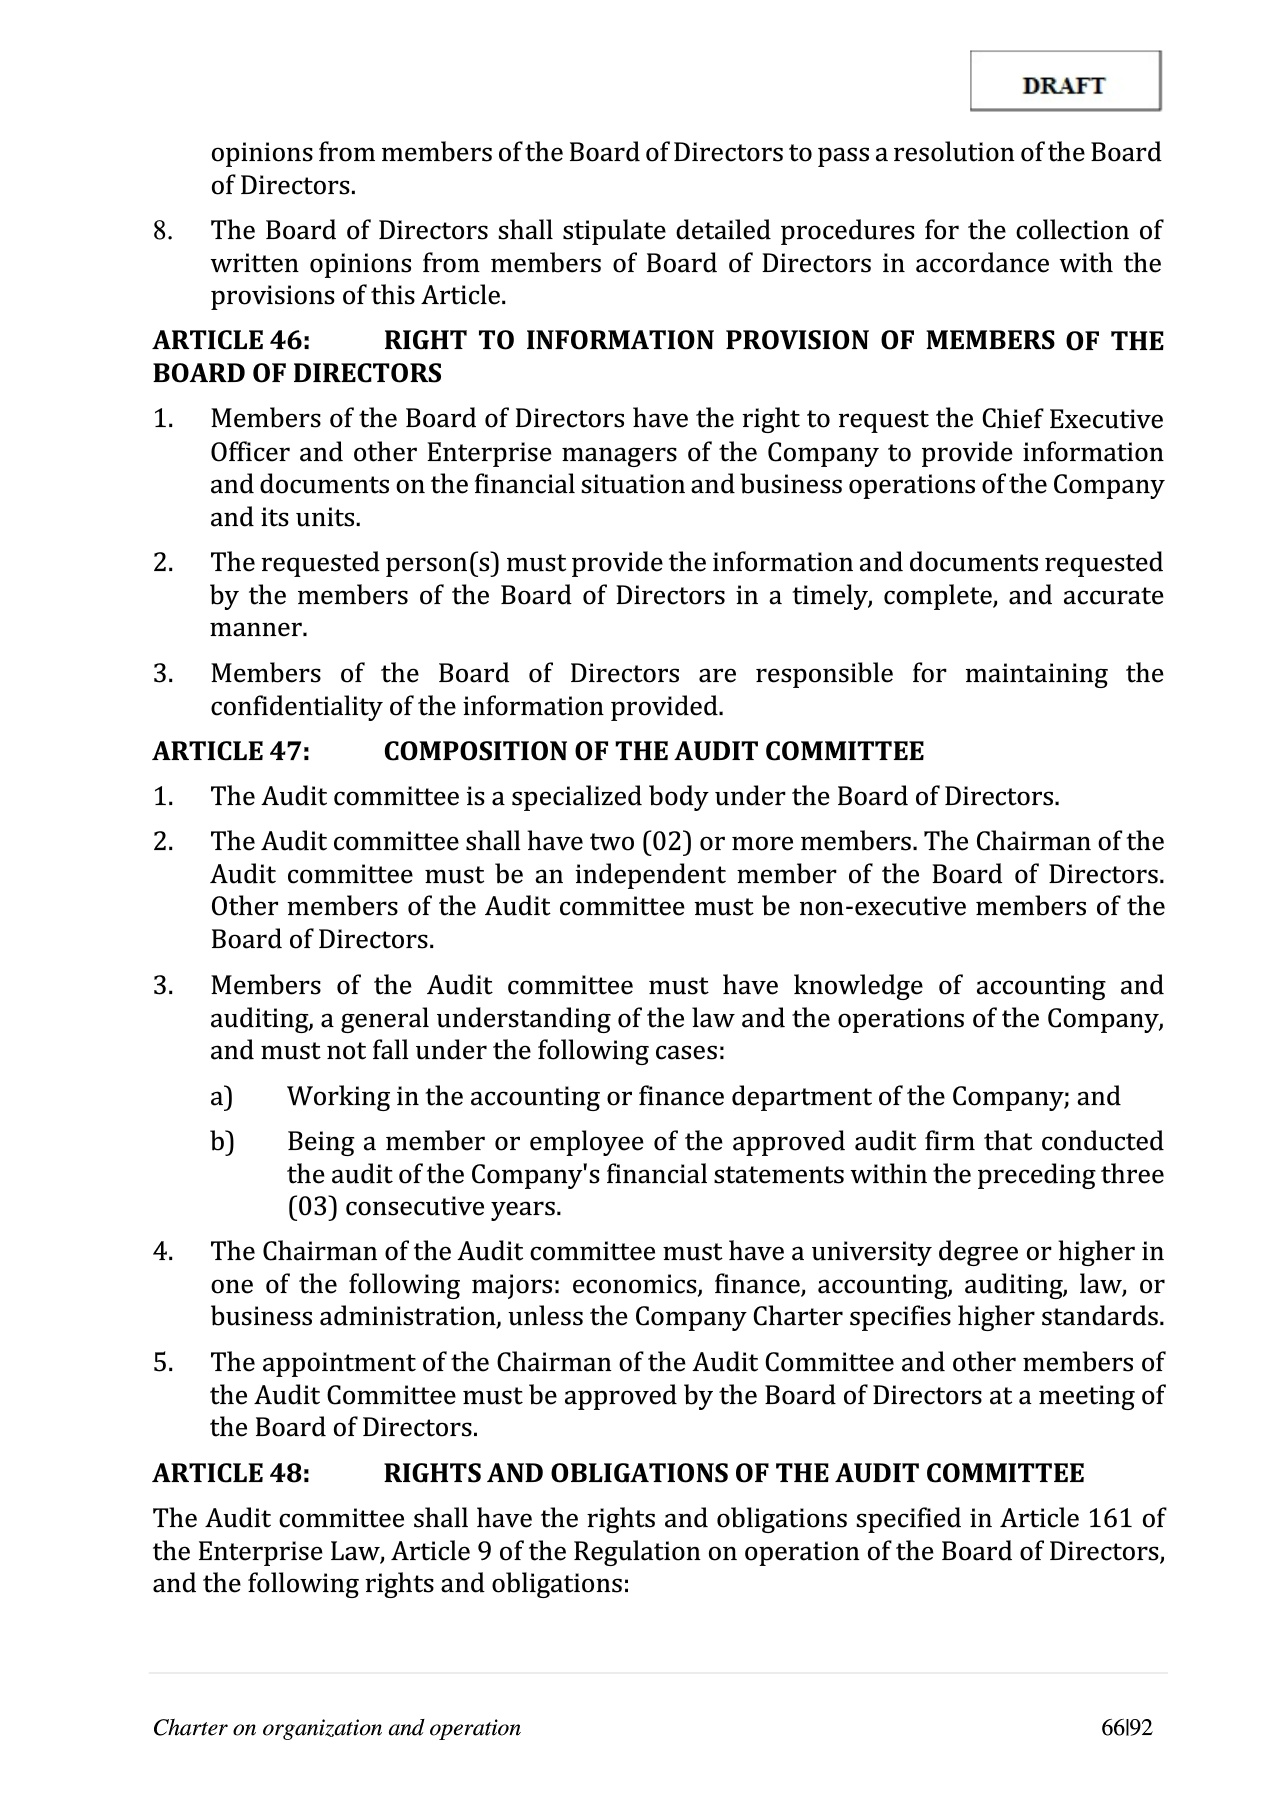 DRAFT
opinions from members of the Board of Directors to pass a resolution of the Board
of Directors.
8. The Board of Directors shall stipulate detailed procedures for the collection of
written opinions from members of Board of Directors in accordance with the
provisions of this Article.
ARTICLE 46: RIGHT TO INFORMATION PROVISION OF MEMBERS OF THE
BOARD OF DIRECTORS
1. Members of the Board of Directors have the right to request the Chief Executive
Officer and other Enterprise managers of the Company to provide information
and documents on the financial situation and business operations of the Company
and its units.
2. The requested person(s) must provide the information and documents requested
by the members of the Board of Directors in a timely, complete, and accurate
manner.
3. Members of the Board of Directors are responsible for maintaining the
confidentiality of the information provided.
ARTICLE 47: COMPOSITION OF THE AUDIT COMMITTEE
1. The Audit committee is a specialized body under the Board of Directors.
2. The Audit committee shall have two (02) or more members. The Chairman of the
Audit committee must be an independent member of the Board of Directors.
Other members of the Audit committee must be non-executive members of the
Board of Directors.
3. Members of the Audit committee must have knowledge of accounting and
auditing, a general understanding of the law and the operations of the Company,
and must not fall under the following cases:
a) Working in the accounting or finance department of the Company; and
b) Being a member or employee of the approved audit firm that conducted
the audit of the Company's financial statements within the preceding three
(03) consecutive years.
4. The Chairman of the Audit committee must have a university degree or higher in
one of the following majors: economics, finance, accounting, auditing, law, or
business administration, unless the Company Charter specifies higher standards.
5. The appointment of the Chairman of the Audit Committee and other members of
the Audit Committee must be approved by the Board of Directors at a meeting of
the Board of Directors.
ARTICLE 48: RIGHTS AND OBLIGATIONS OF THE AUDIT COMMITTEE
The Audit committee shall have the rights and obligations specified in Article 161 of
the Enterprise Law, Article 9 of the Regulation on operation of the Board of Directors,
and the following rights and obligations:
Charter on organization and operation 66|92